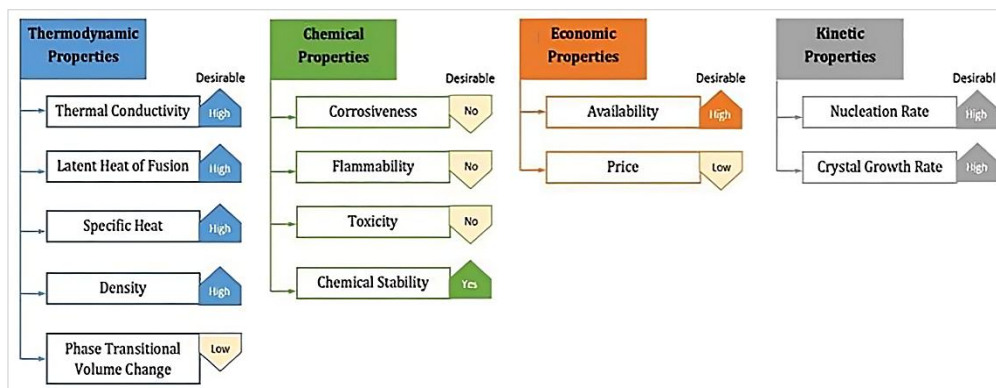 Thermodynamic
Properties
Desirable
Thermal Conductivity
High
Latent Heat of Fusion
High
Specific Heat
High
Density
High
Phase Transitional
Volume Change
Low
Chemical
Properties
Desirable
Corrosiveness
No
Flammability
No
Toxicity
No
Chemical Stability
Yes
Economic
Properties
Desirable
Availability
High
Price
Low
Kinetic
Properties
Desirable
Nucleation Rate
High
Crystal Growth Rate
High